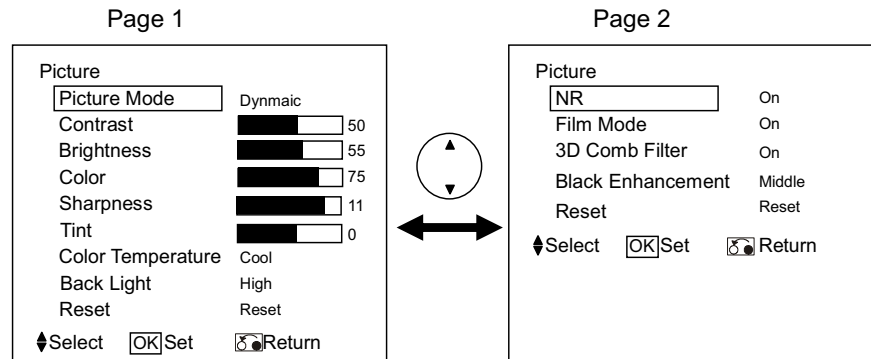 Page 1
Picture
Picture Mode Dynmaic
Contrast 50
Brightness 55
Color 75
Sharpness 11
Tint 0
Color Temperature Cool
Back Light High
Reset Reset
Select OK Set Return
Page 2
Picture
NR On
Film Mode On
3D Comb Filter On
Black Enhancement Middle
Reset Reset
Select OK Set Return